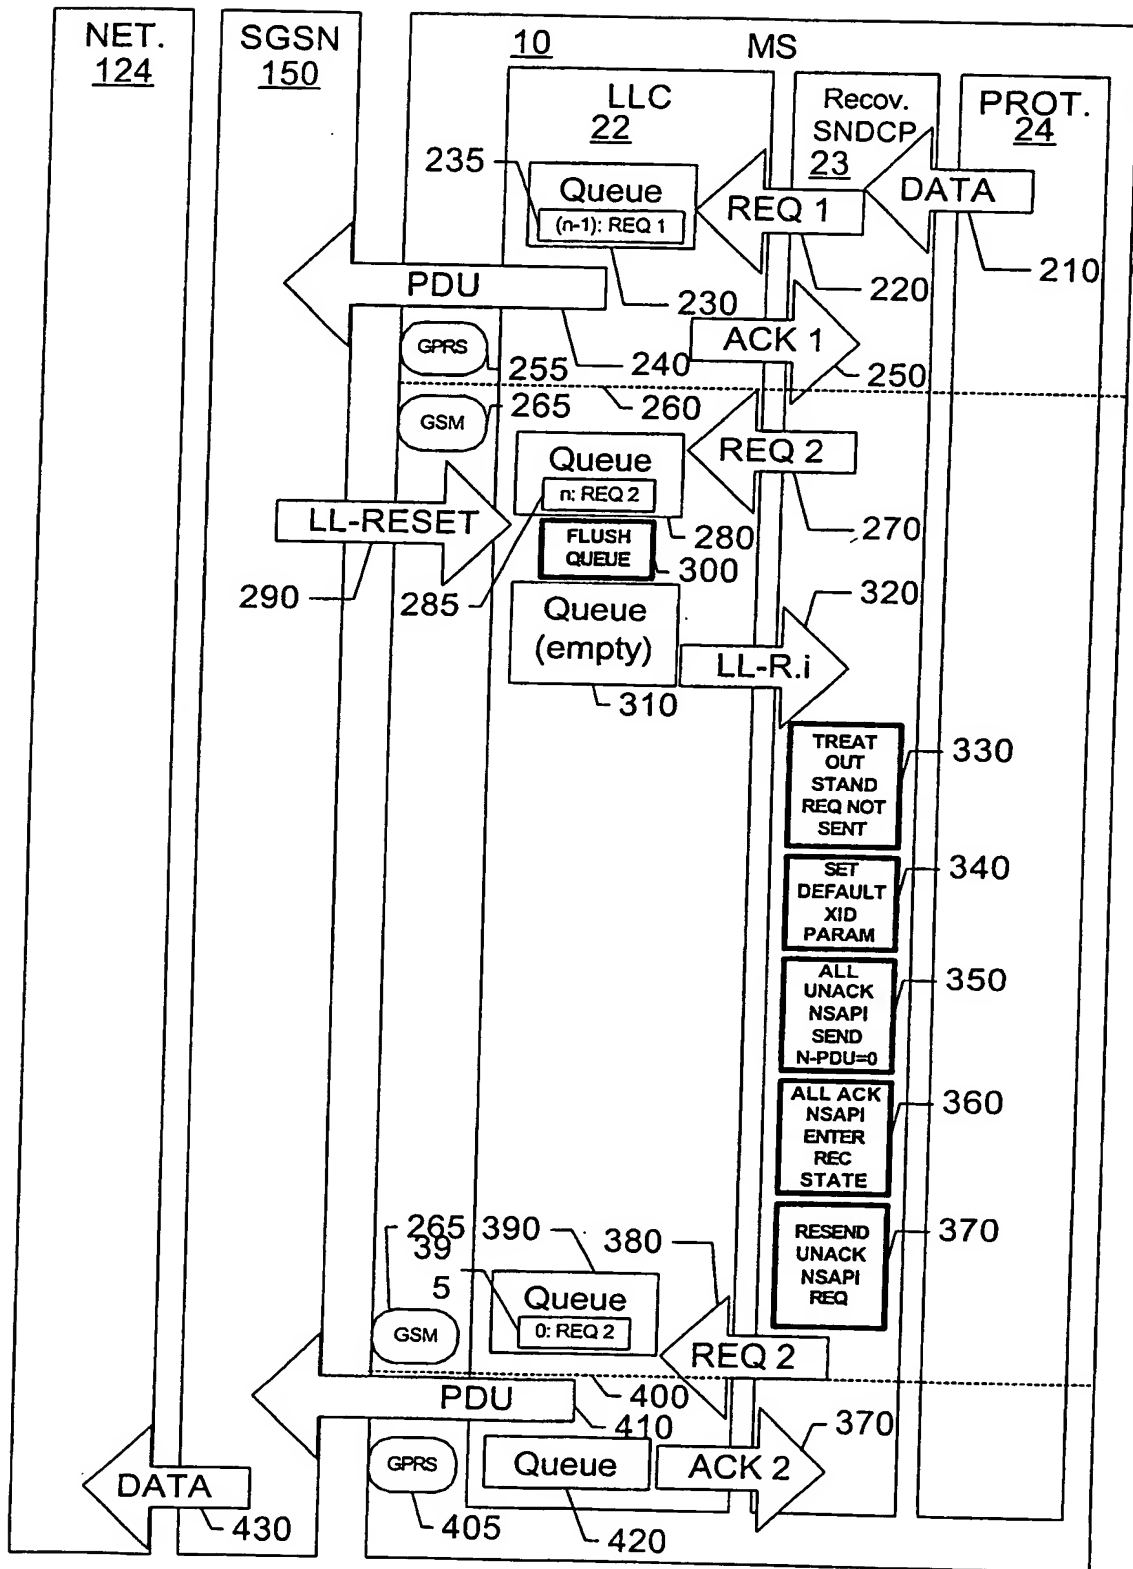 NET.
124
SGSN
150
10
MS
LLC
22
Recov.
SNDCP
23
PROT.
24
235
Queue
(n-1): REQ 1
REQ 1
DATA
210
220
230
PDU
240
ACK 1
250
GPRS
255
260
GSM
265
REQ 2
270
Queue
n: REQ 2
280
LL-RESET
290
285
FLUSH
QUEUE
300
Queue
(empty)
310
320
LL-R.i
TREAT
OUT
STAND
REQ NOT
SENT
330
SET
DEFAULT
XID
PARAM
340
ALL
UNACK
NSAPI
SEND
N-PDU=0
350
ALL ACK
NSAPI
ENTER
REC
STATE
360
RESEND
UNACK
NSAPI
REQ
370
265
390
39
5
380
GSM
Queue
0: REQ 2
REQ 2
400
PDU
410
370
GPRS
405
Queue
420
ACK 2
DATA
430